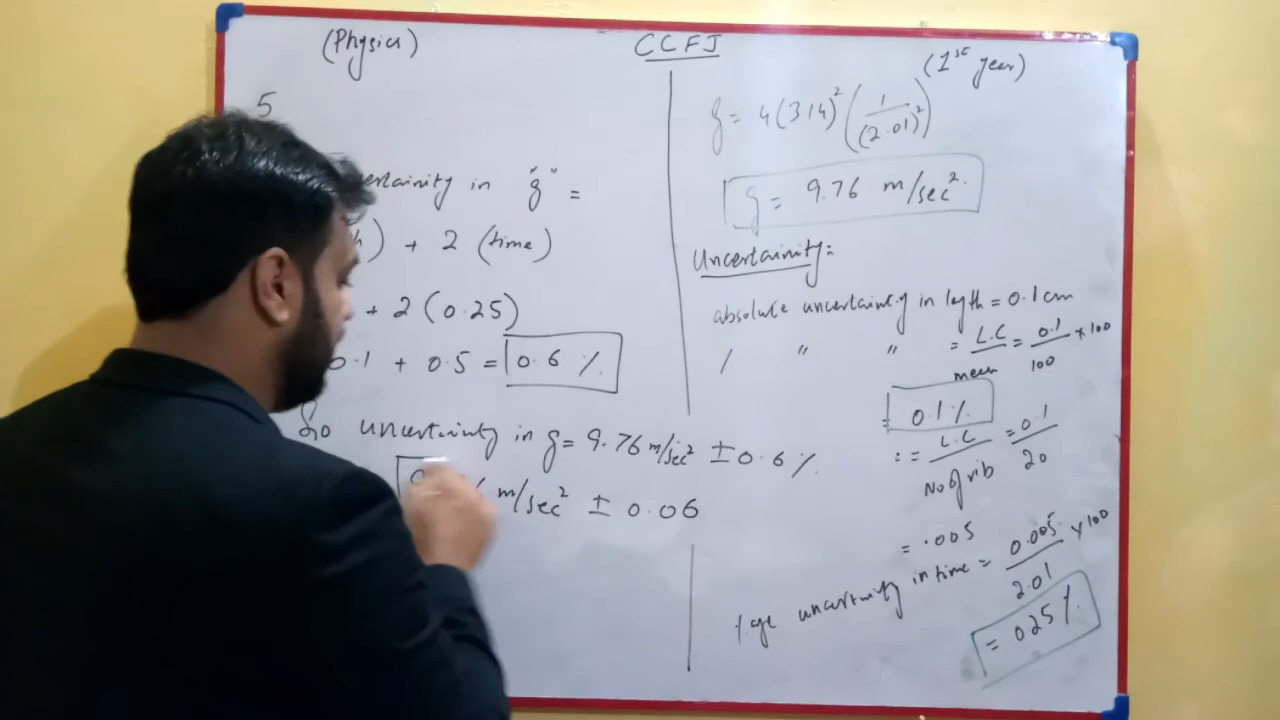 (Physics)
CCFJ
(1st year)
5
ertainity in "g" =
h) + 2 (time)
+ 2 (0.25)
0.1 + 0.5 = 0.6 %
So uncertainity in g = 9.76 m/sec² ± 0.6 %
m/sec² ± 0.06
g = 4(3.14)² (1/(2.01)²)
g = 9.76 m/sec²
Uncertainity:
absolute uncertainty in legth = 0.1 cm
/ " " = L.C/mean = 0.1/100 × 100
= 0.1 %
: = L.C/No of vib = 0.1/20
= .005
%age uncertainity in time = 0.005/2.01 × 100
= 0.25 %